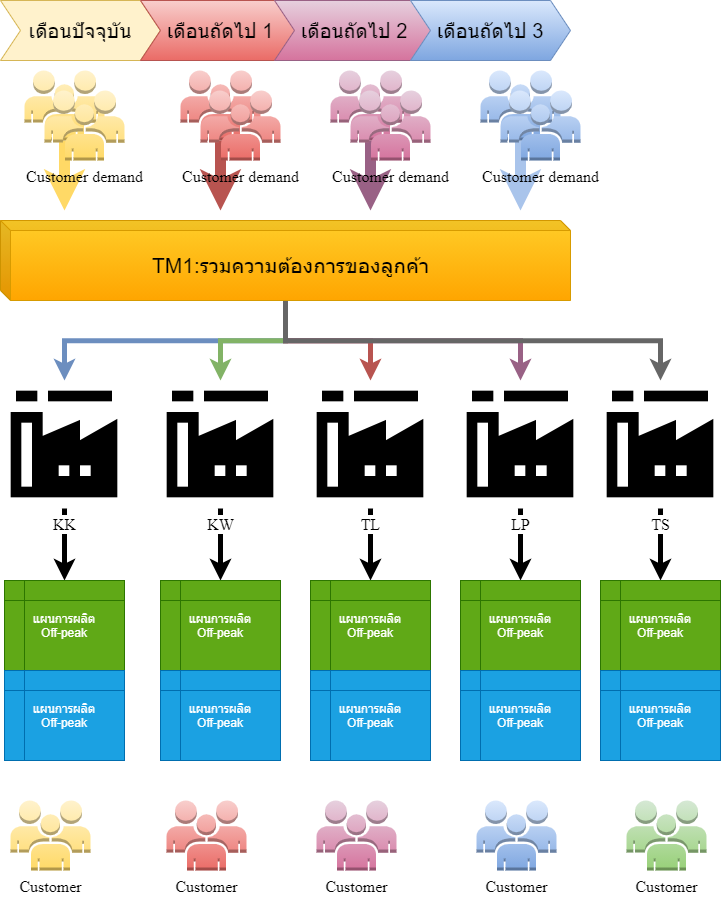 เดือนปัจจุบัน เดือนถัดไป 1 เดือนถัดไป 2 เดือนถัดไป 3
Customer demand Customer demand Customer demand Customer demand
TM1:รวมความต้องการของลูกค้า
KK KW TL LP TS
แผนการผลิต แผนการผลิต แผนการผลิต แผนการผลิต แผนการผลิต
Off-peak Off-peak Off-peak Off-peak Off-peak
แผนการผลิต แผนการผลิต แผนการผลิต แผนการผลิต แผนการผลิต
Off-peak Off-peak Off-peak Off-peak Off-peak
Customer Customer Customer Customer Customer